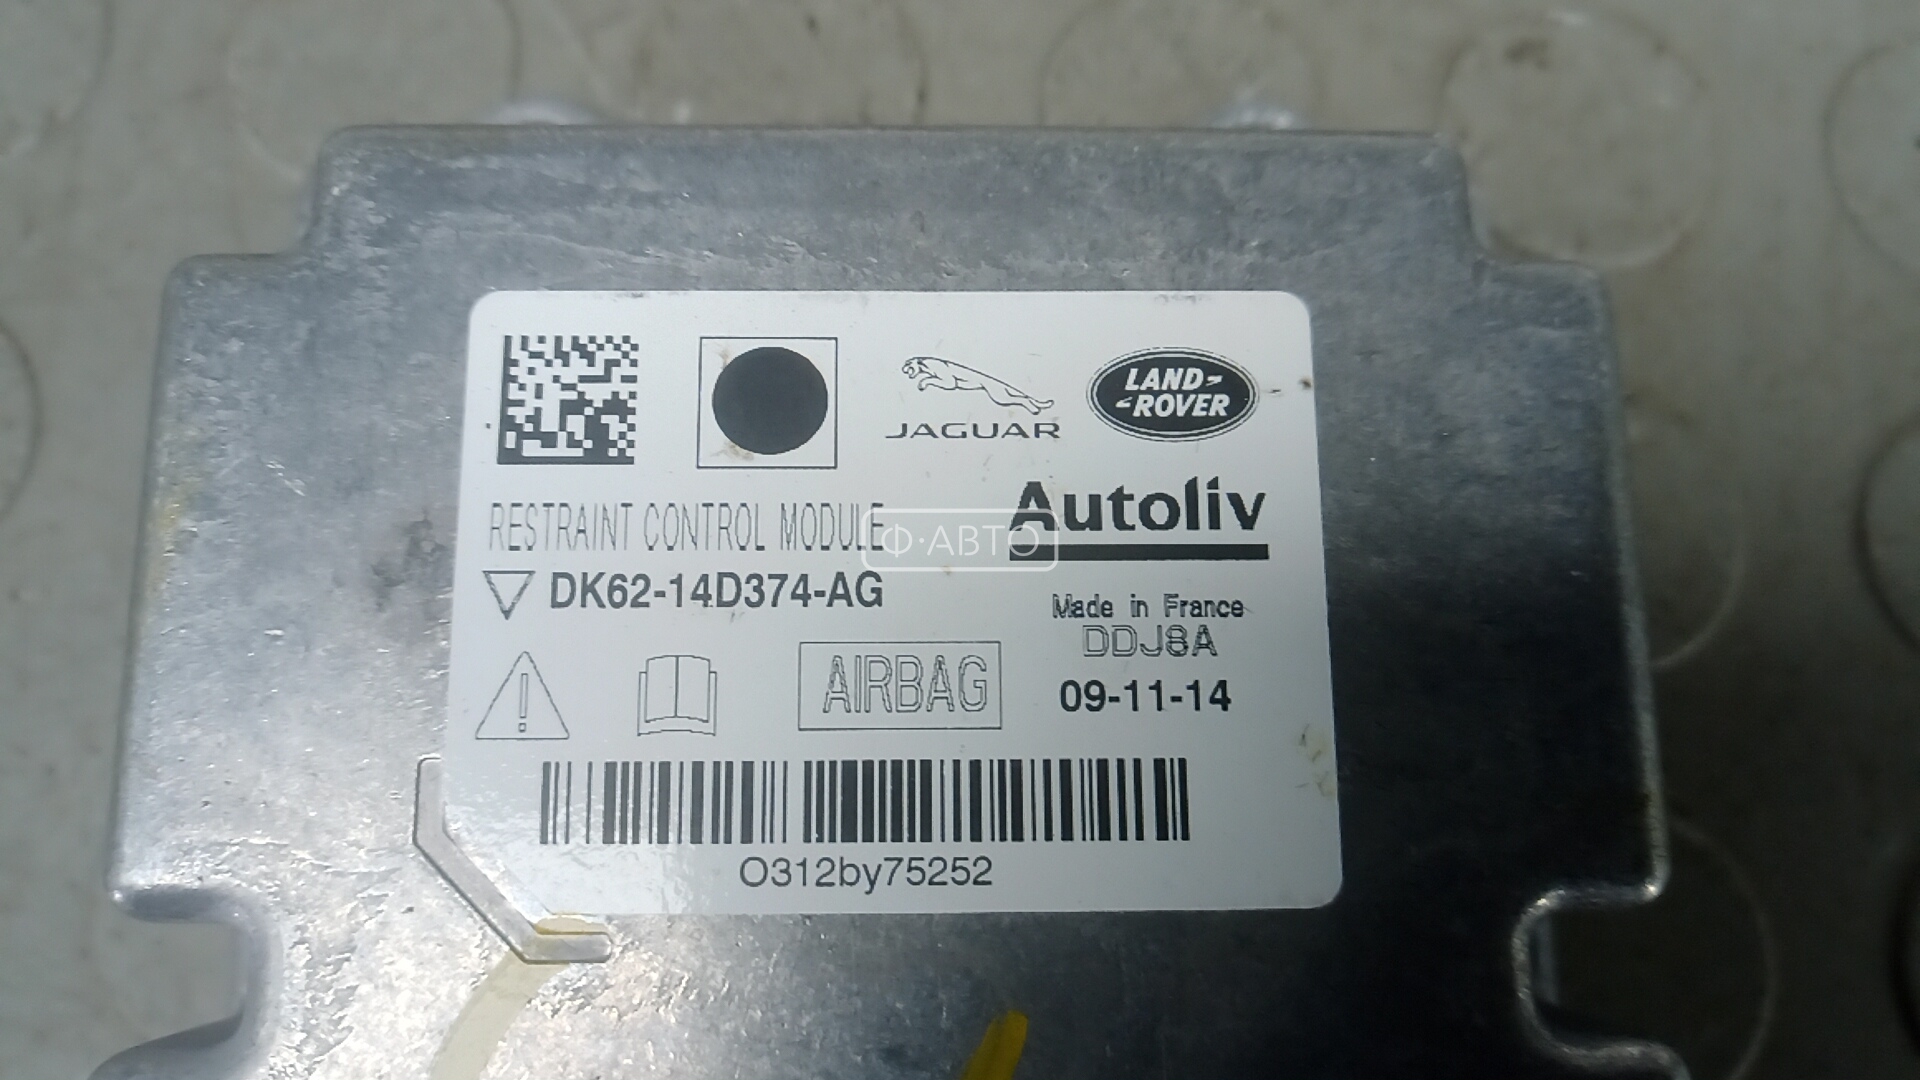 JAGUAR
LAND-
-ROVER
Autoliv
RESTRAINT CONTROL MODULE
Ф·АВТО
DK62-14D374-AG
Made in France
DDJ8A
AIRBAG
09-11-14
O312by75252